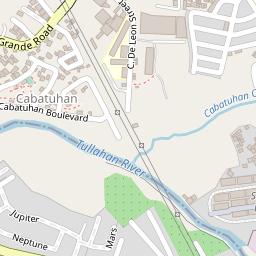 Grande Road
C. De Leon Street
Cabatuhan
Cabatuhan Boulevard
Cabatuhan C
Tullahan River
Jupiter
Neptune
Mars